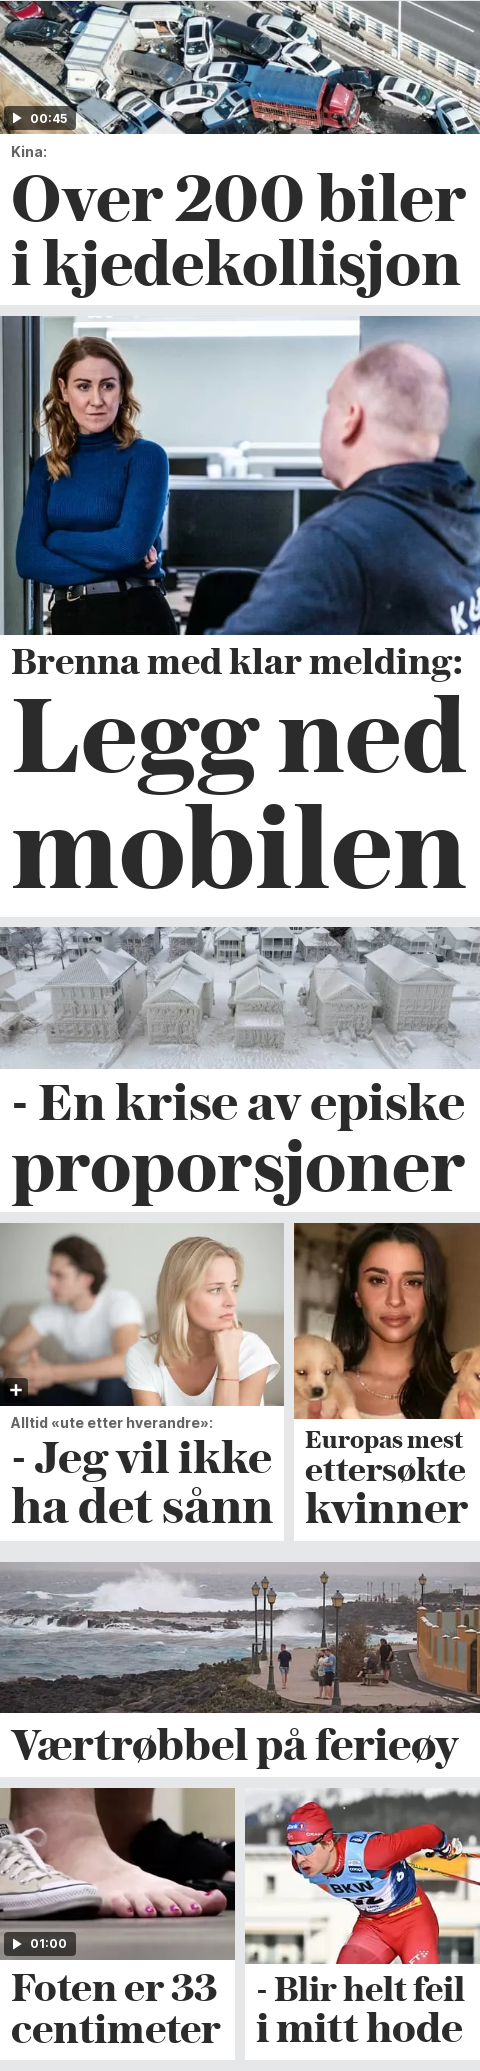 00:45
Kina:
Over 200 biler
i kjedekollisjon
Brenna med klar melding:
Legg ned
mobilen
- En krise av episke
proporsjoner
Alltid «ute etter hverandre»:
- Jeg vil ikke
ha det sånn
Europas mest
ettersøkte
kvinner
Værtrøbbel på ferieøy
01:00
Foten er 33
centimeter
BKW
- Blir helt feil
i mitt hode